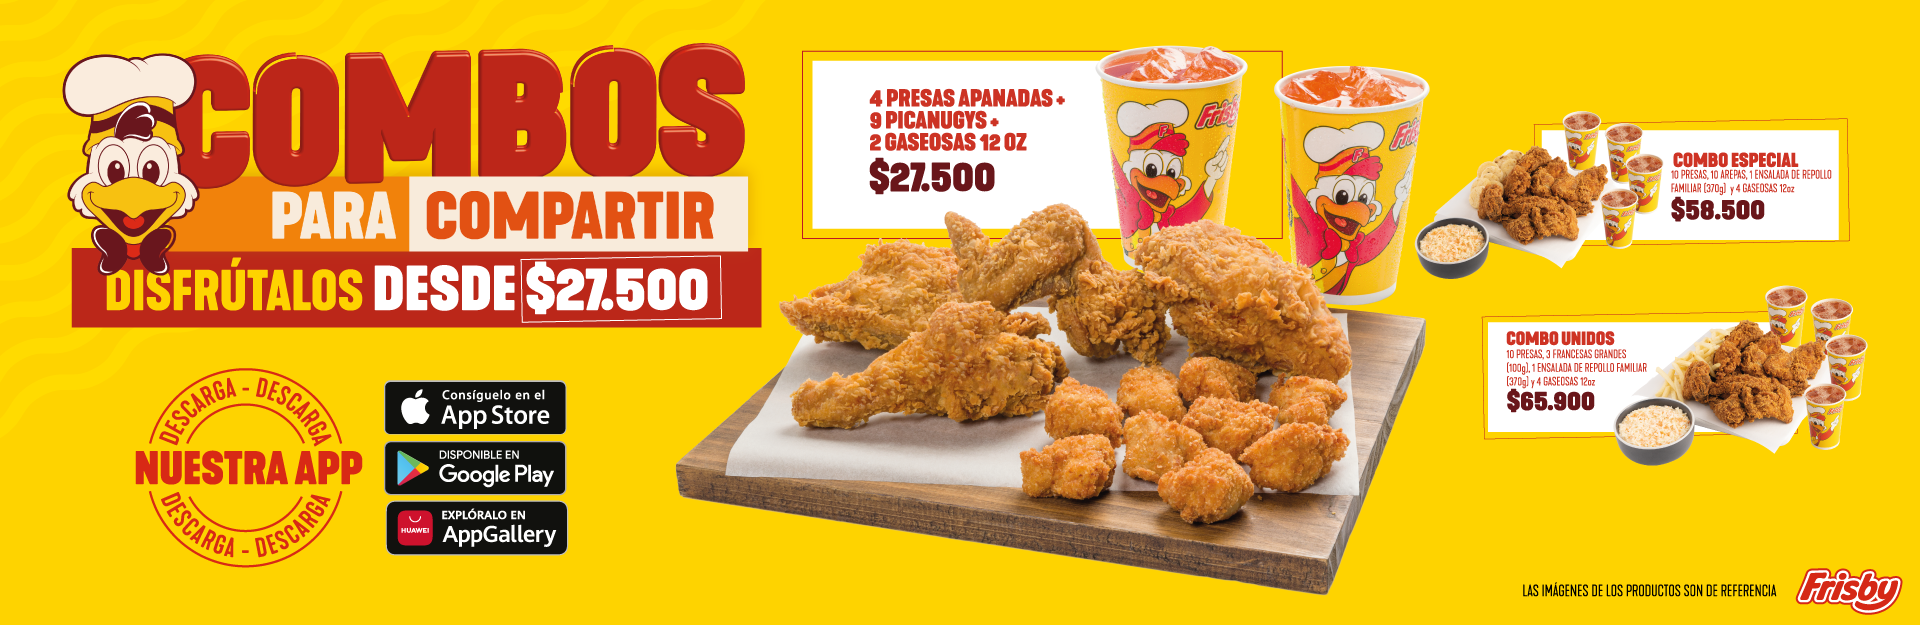 COMBOS
PARA COMPARTIR
DISFRÚTALOS DESDE $27.500
DESCARGA - DESCARGA
NUESTRA APP
DESCARGA - DESCARGA
Consíguelo en el
App Store
DISPONIBLE EN
Google Play
HUAWEI
EXPLÓRALO EN
AppGallery
4 PRESAS APANADAS +
9 PICANUGYS +
2 GASEOSAS 12 OZ
$27.500
Frisby
COMBO ESPECIAL
10 PRESAS, 10 AREPAS, 1 ENSALADA DE REPOLLO
FAMILIAR (370g) y 4 GASEOSAS 12oz
$58.500
COMBO UNIDOS
10 PRESAS, 3 FRANCESAS GRANDES
(100g), 1 ENSALADA DE REPOLLO FAMILIAR
(370g) y 4 GASEOSAS 12oz
$65.900
LAS IMÁGENES DE LOS PRODUCTOS SON DE REFERENCIA
Frisby